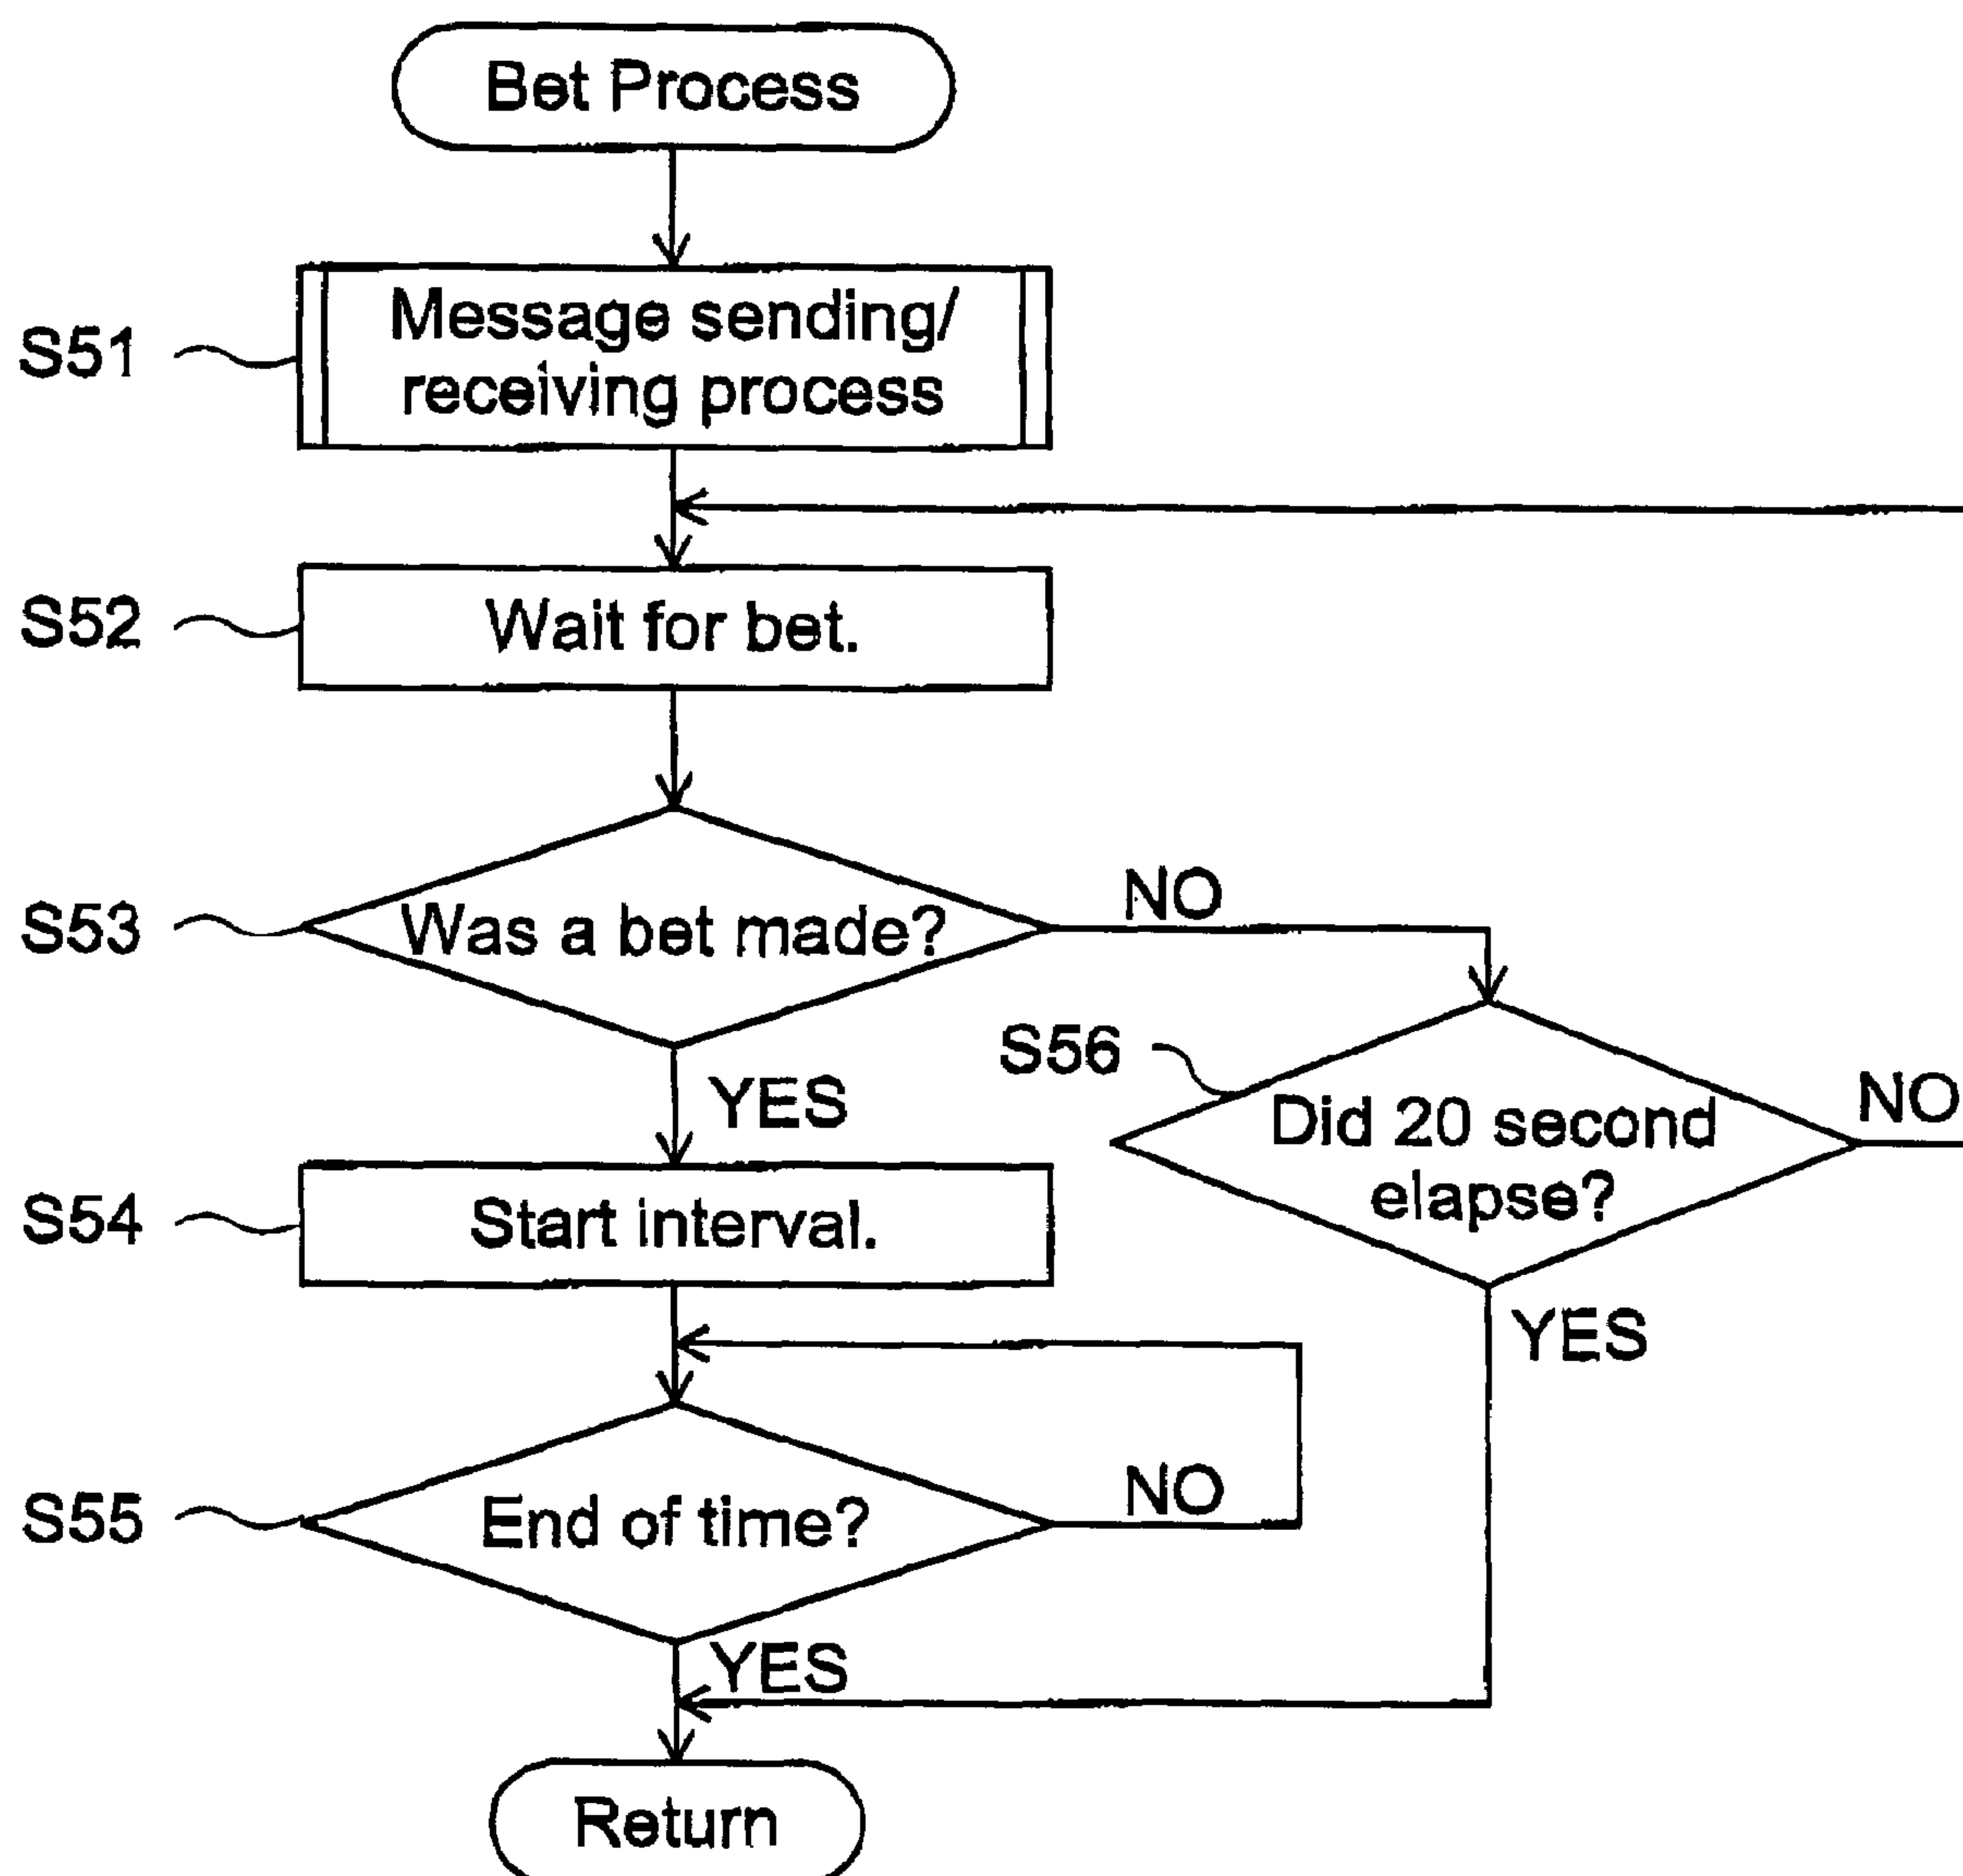 Bet Process
S51
Message sending/
receiving process
S52
Wait for bet.
S53
Was a bet made?
NO
YES
S56
Did 20 second
elapse?
NO
YES
S54
Start interval.
S55
End of time?
NO
YES
Return